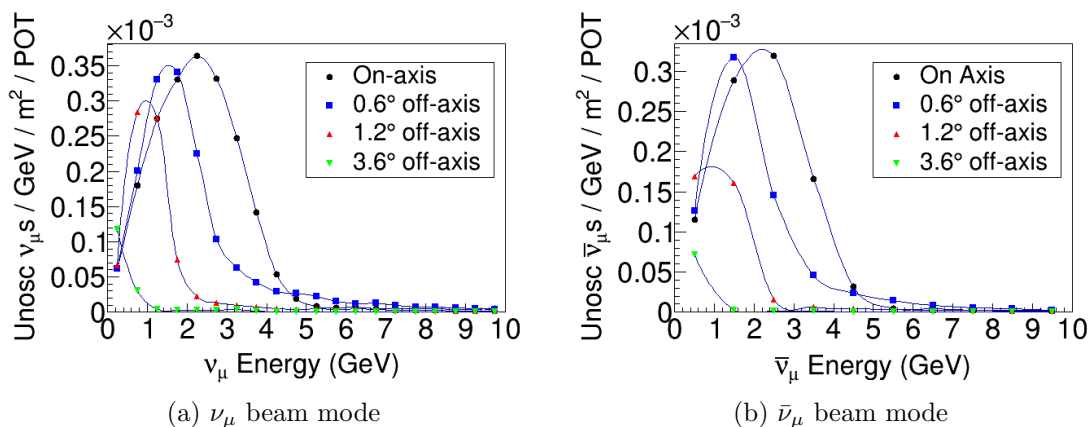 ×10⁻³
Unosc νμs / GeV / m² / POT
0.35
0.3
0.25
0.2
0.15
0.1
0.05
0
0 1 2 3 4 5 6 7 8 9 10
νμ Energy (GeV)
On-axis
0.6° off-axis
1.2° off-axis
3.6° off-axis
(a) νμ beam mode
×10⁻³
Unosc ν̄μs / GeV / m² / POT
0.3
0.25
0.2
0.15
0.1
0.05
0
0 1 2 3 4 5 6 7 8 9 10
ν̄μ Energy (GeV)
On Axis
0.6° off-axis
1.2° off-axis
3.6° off-axis
(b) ν̄μ beam mode